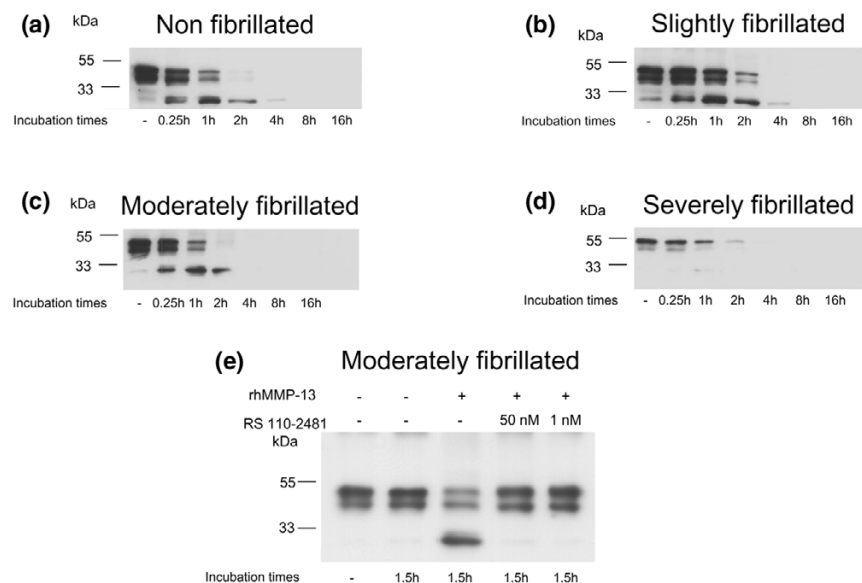 (a) kDa Non fibrillated
55
33
Incubation times - 0.25h 1h 2h 4h 8h 16h
(b) kDa Slightly fibrillated
55
33
Incubation times - 0.25h 1h 2h 4h 8h 16h
(c) kDa Moderately fibrillated
55
33
Incubation times - 0.25h 1h 2h 4h 8h 16h
(d) kDa Severely fibrillated
55
33
Incubation times - 0.25h 1h 2h 4h 8h 16h
(e) Moderately fibrillated
rhMMP-13 - - + + +
RS 110-2481 - - - 50 nM 1 nM
kDa
55
33
Incubation times - 1.5h 1.5h 1.5h 1.5h